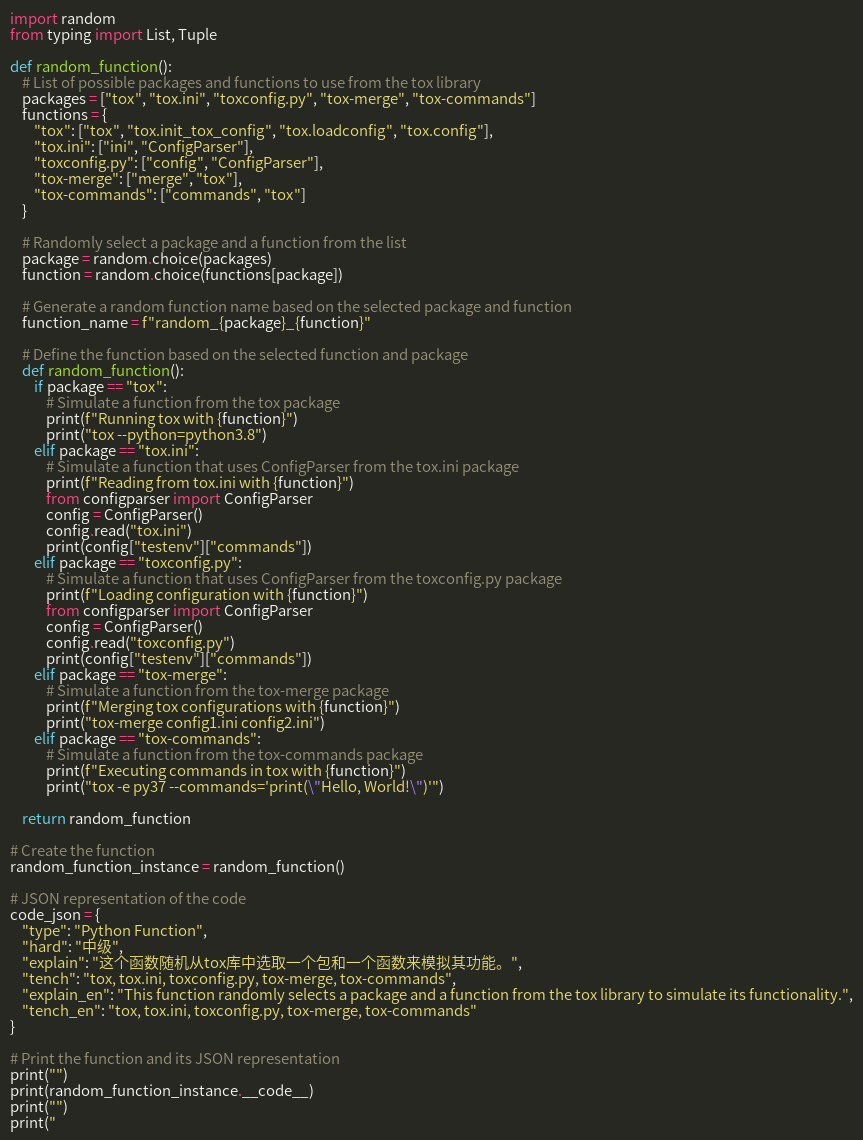 import random
from typing import List, Tuple

def random_function():
    # List of possible packages and functions to use from the tox library
    packages = ["tox", "tox.ini", "toxconfig.py", "tox-merge", "tox-commands"]
    functions = {
        "tox": ["tox", "tox.init_tox_config", "tox.loadconfig", "tox.config"],
        "tox.ini": ["ini", "ConfigParser"],
        "toxconfig.py": ["config", "ConfigParser"],
        "tox-merge": ["merge", "tox"],
        "tox-commands": ["commands", "tox"]
    }

    # Randomly select a package and a function from the list
    package = random.choice(packages)
    function = random.choice(functions[package])

    # Generate a random function name based on the selected package and function
    function_name = f"random_{package}_{function}"

    # Define the function based on the selected function and package
    def random_function():
        if package == "tox":
            # Simulate a function from the tox package
            print(f"Running tox with {function}")
            print("tox --python=python3.8")
        elif package == "tox.ini":
            # Simulate a function that uses ConfigParser from the tox.ini package
            print(f"Reading from tox.ini with {function}")
            from configparser import ConfigParser
            config = ConfigParser()
            config.read("tox.ini")
            print(config["testenv"]["commands"])
        elif package == "toxconfig.py":
            # Simulate a function that uses ConfigParser from the toxconfig.py package
            print(f"Loading configuration with {function}")
            from configparser import ConfigParser
            config = ConfigParser()
            config.read("toxconfig.py")
            print(config["testenv"]["commands"])
        elif package == "tox-merge":
            # Simulate a function from the tox-merge package
            print(f"Merging tox configurations with {function}")
            print("tox-merge config1.ini config2.ini")
        elif package == "tox-commands":
            # Simulate a function from the tox-commands package
            print(f"Executing commands in tox with {function}")
            print("tox -e py37 --commands='print(\"Hello, World!\")'")

    return random_function

# Create the function
random_function_instance = random_function()

# JSON representation of the code
code_json = {
    "type": "Python Function",
    "hard": "中级",
    "explain": "这个函数随机从tox库中选取一个包和一个函数来模拟其功能。",
    "tench": "tox, tox.ini, toxconfig.py, tox-merge, tox-commands",
    "explain_en": "This function randomly selects a package and a function from the tox library to simulate its functionality.",
    "tench_en": "tox, tox.ini, toxconfig.py, tox-merge, tox-commands"
}

# Print the function and its JSON representation
print("")
print(random_function_instance.__code__)
print("")
print("